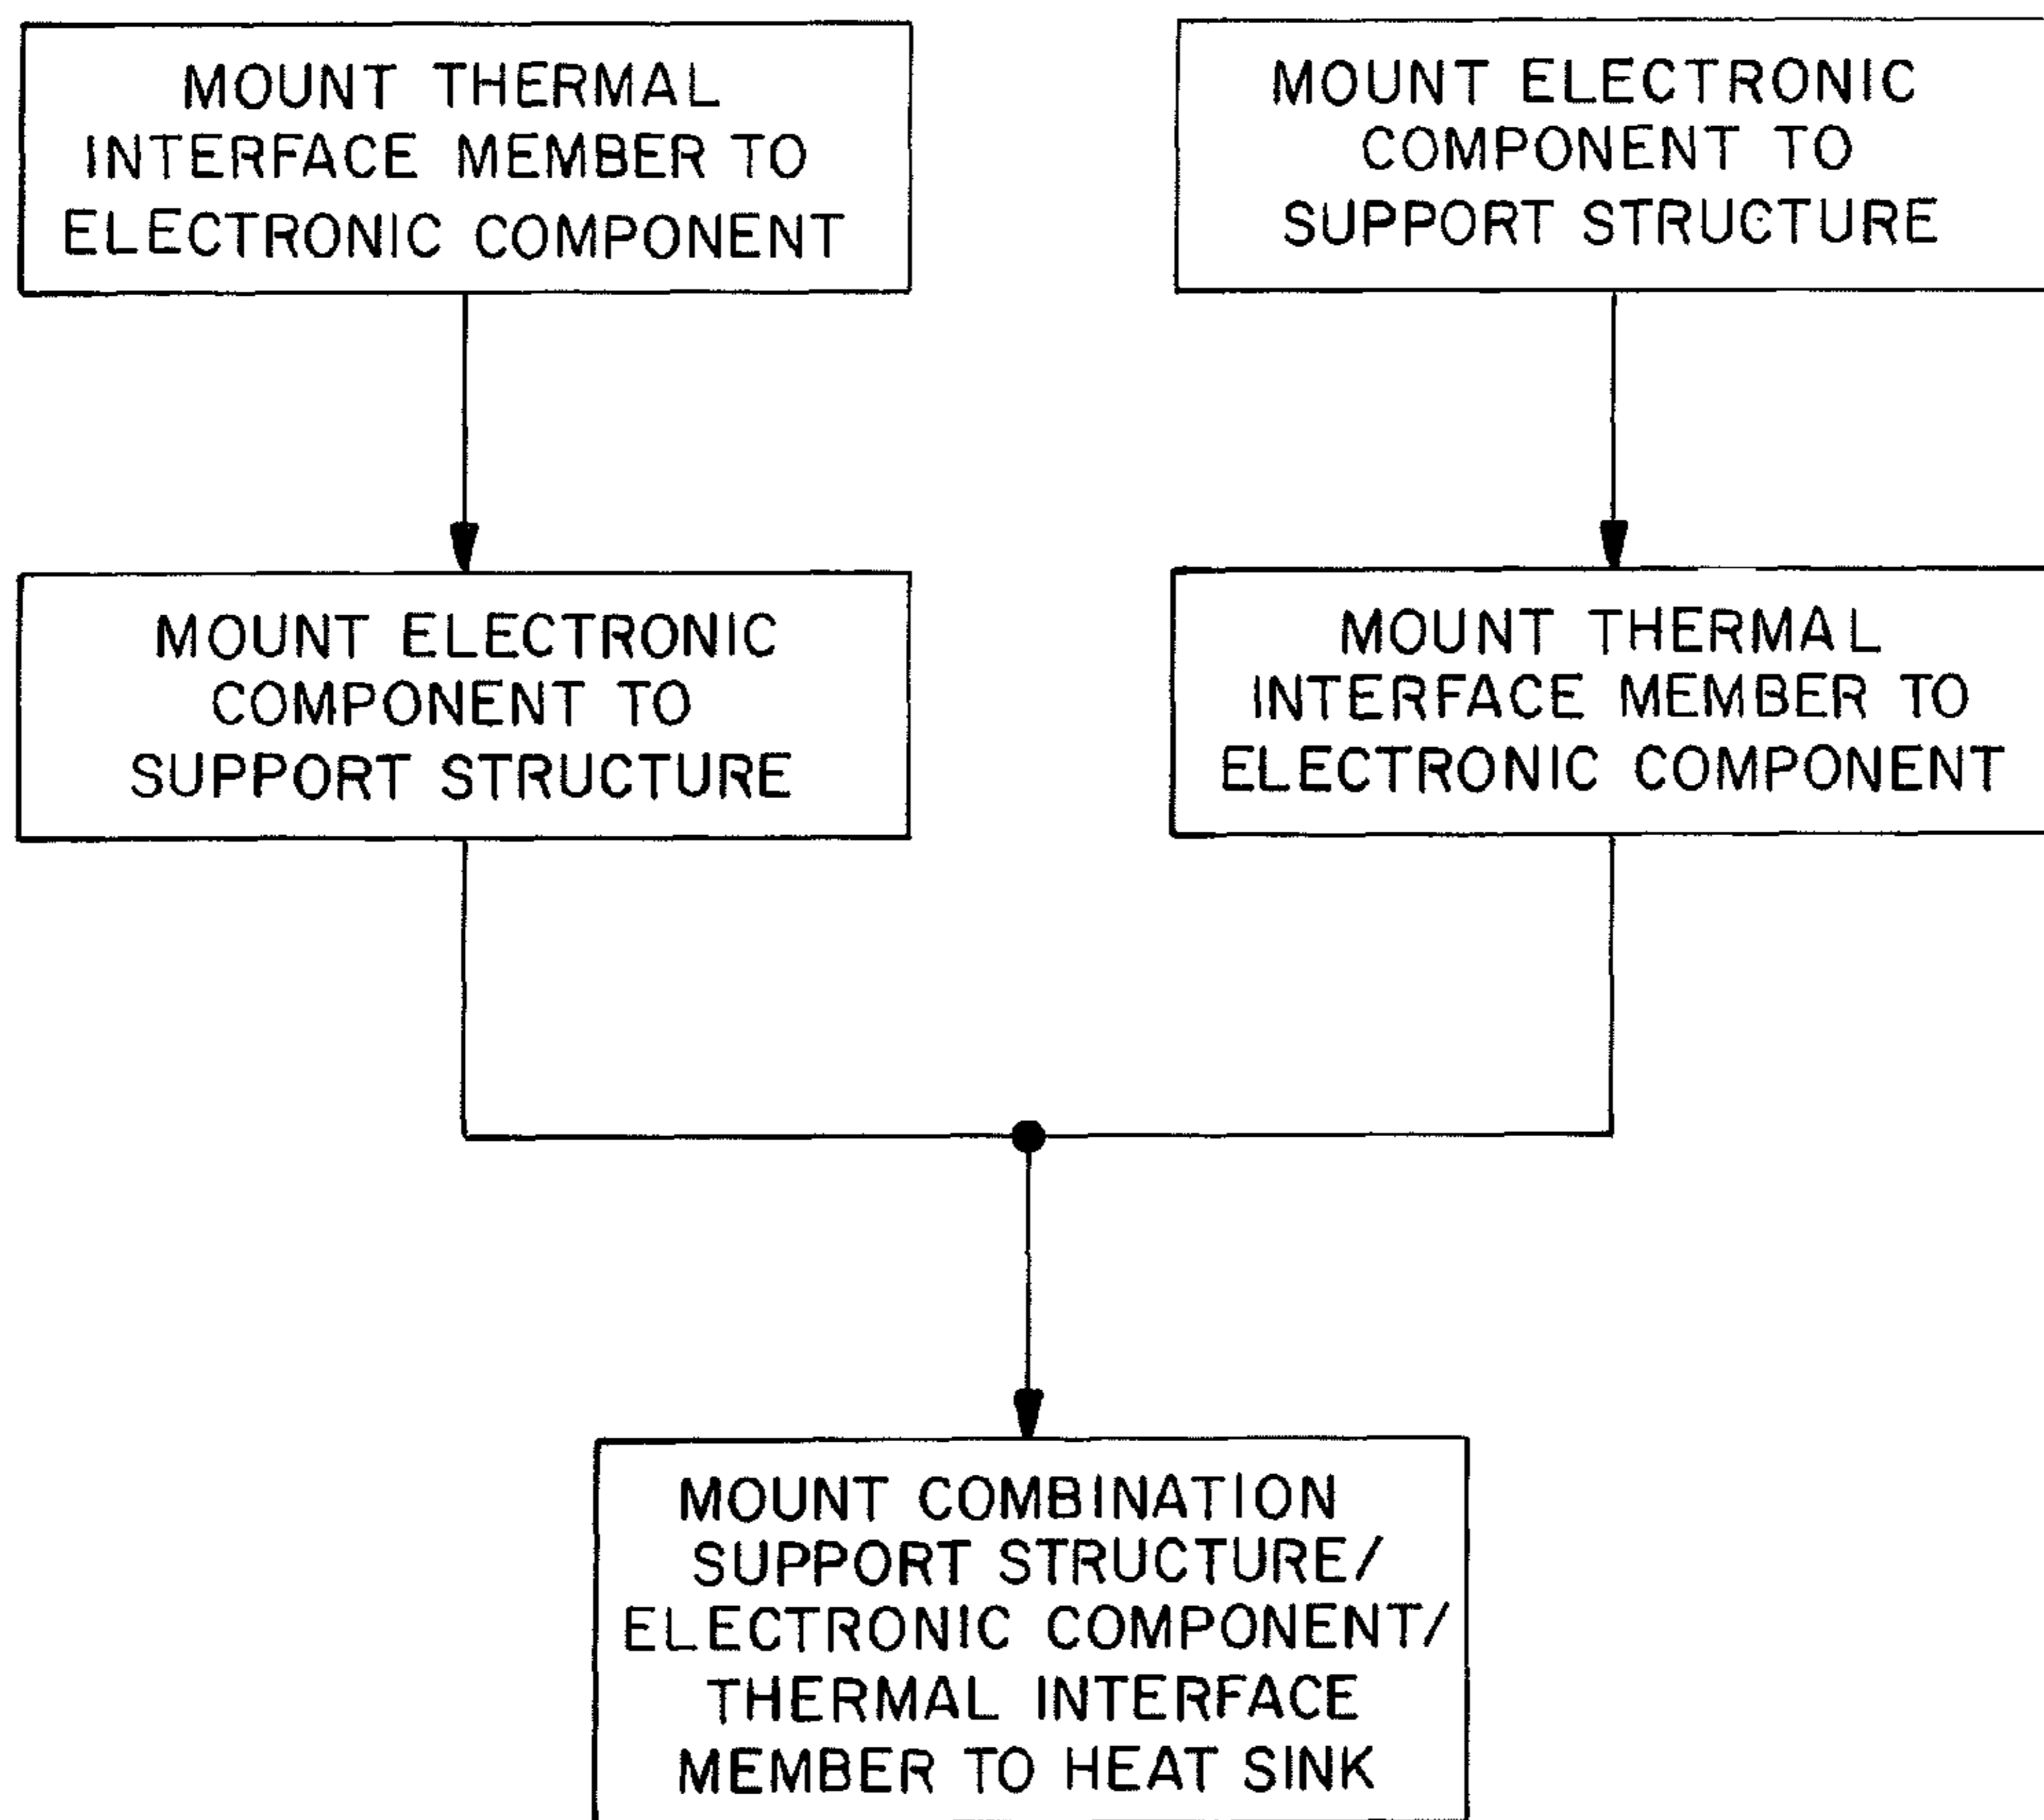 MOUNT THERMAL
INTERFACE MEMBER TO
ELECTRONIC COMPONENT
MOUNT ELECTRONIC
COMPONENT TO
SUPPORT STRUCTURE
MOUNT ELECTRONIC
COMPONENT TO
SUPPORT STRUCTURE
MOUNT THERMAL
INTERFACE MEMBER TO
ELECTRONIC COMPONENT
MOUNT COMBINATION
SUPPORT STRUCTURE/
ELECTRONIC COMPONENT/
THERMAL INTERFACE
MEMBER TO HEAT SINK